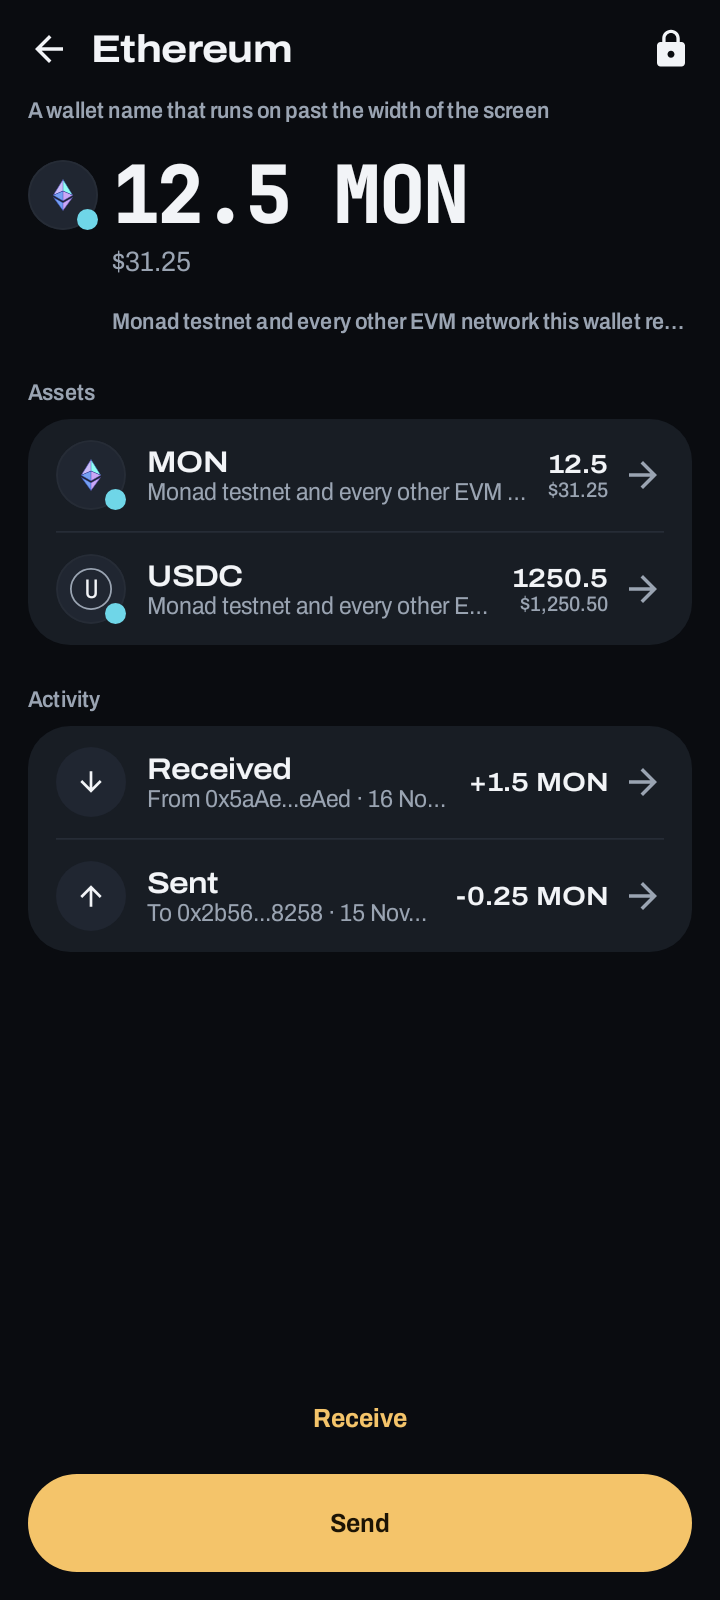 Ethereum
A wallet name that runs on past the width of the screen
12.5 MON
$31.25
Monad testnet and every other EVM network this wallet re...
Assets
MON
12.5
Monad testnet and every other EVM ...
$31.25
U
USDC
1250.5
Monad testnet and every other E...
$1,250.50
Activity
Received
+1.5 MON
From 0x5aAe...eAed · 16 No...
Sent
-0.25 MON
To 0x2b56...8258 · 15 Nov...
Receive
Send